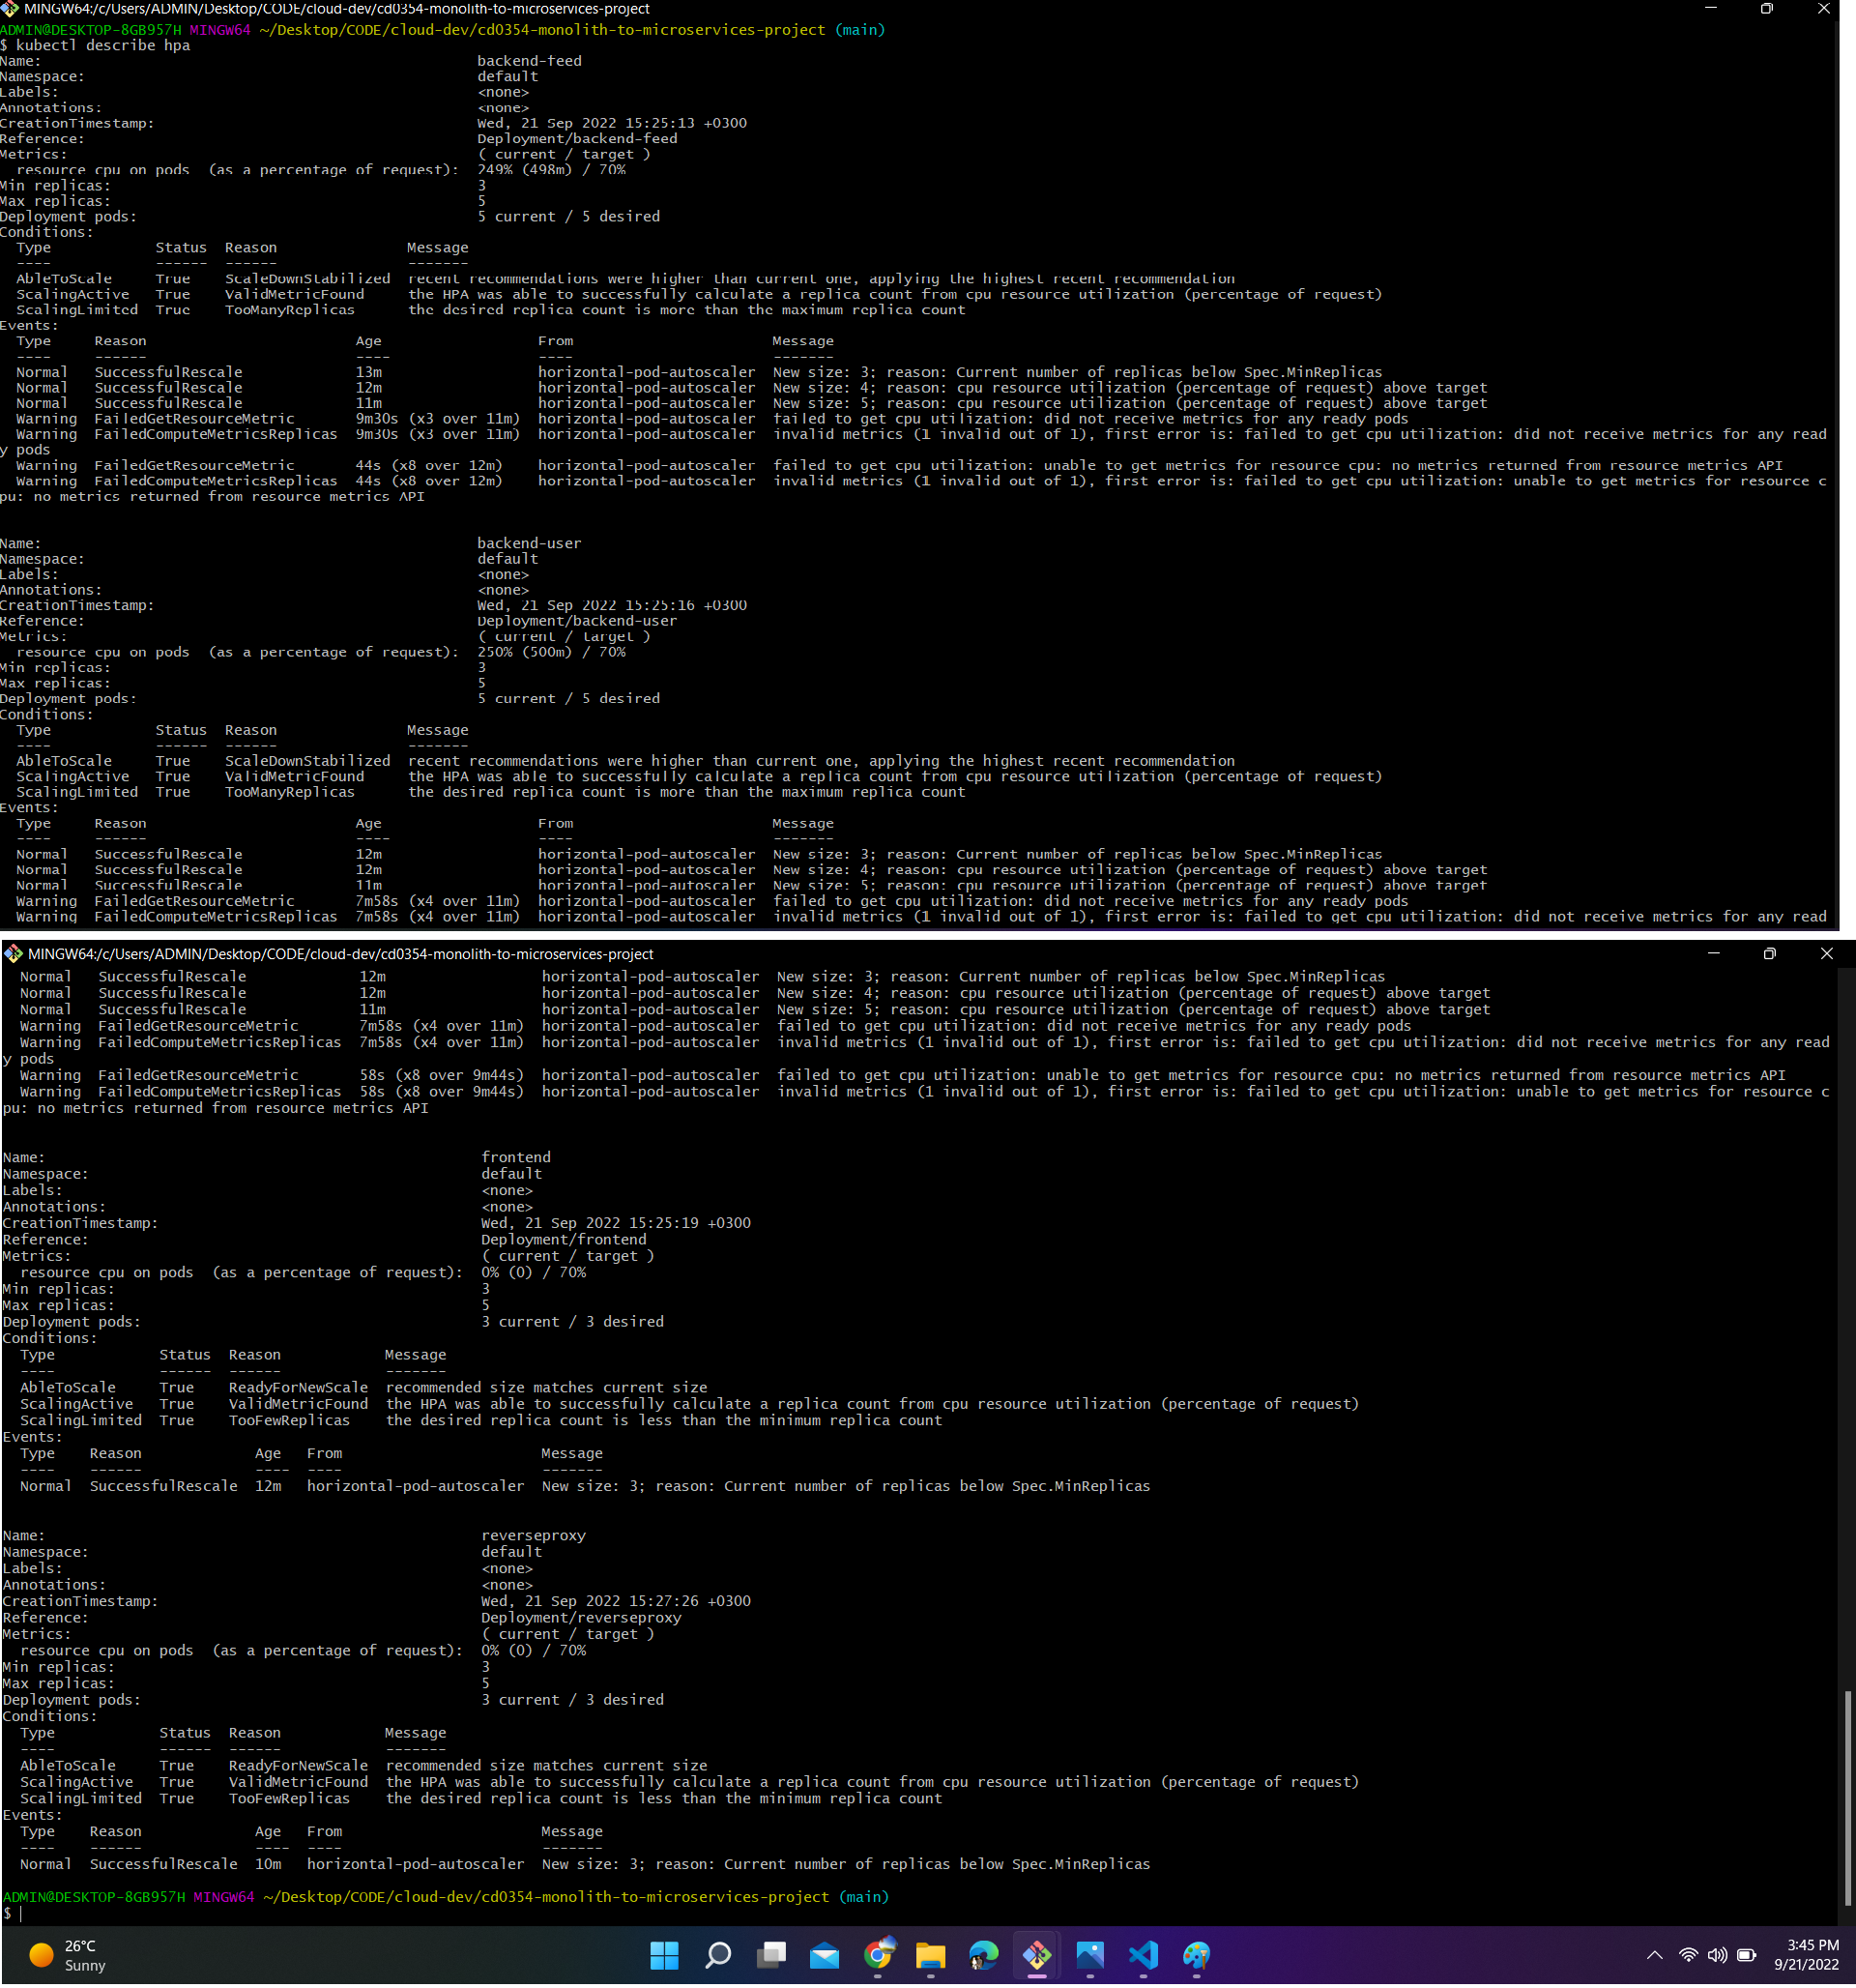 MINGW64:/c/Users/ADMIN/Desktop/CODE/cloud-dev/cd0354-monolith-to-microservices-project
ADMIN@DESKTOP-8GB957H MINGW64 ~/Desktop/CODE/cloud-dev/cd0354-monolith-to-microservices-project (main)
$ kubectl describe hpa
Name: backend-feed
Namespace: default
Labels: <none>
Annotations: <none>
CreationTimestamp: Wed, 21 Sep 2022 15:25:13 +0300
Reference: Deployment/backend-feed
Metrics: ( current / target )
resource cpu on pods (as a percentage of request): 249% (498m) / 70%
Min replicas: 3
Max replicas: 5
Deployment pods: 5 current / 5 desired
Conditions:
Type Status Reason Message
---- ------ ------ -------
AbleToScale True ScaleDownStabilized recent recommendations were higher than current one, applying the highest recent recommendation
ScalingActive True ValidMetricFound the HPA was able to successfully calculate a replica count from cpu resource utilization (percentage of request)
ScalingLimited True TooManyReplicas the desired replica count is more than the maximum replica count
Events:
Type Reason Age From Message
---- ------ ---- ---- -------
Normal SuccessfulRescale 13m horizontal-pod-autoscaler New size: 3; reason: Current number of replicas below Spec.MinReplicas
Normal SuccessfulRescale 12m horizontal-pod-autoscaler New size: 4; reason: cpu resource utilization (percentage of request) above target
Normal SuccessfulRescale 11m horizontal-pod-autoscaler New size: 5; reason: cpu resource utilization (percentage of request) above target
Warning FailedGetResourceMetric 9m30s (x3 over 11m) horizontal-pod-autoscaler failed to get cpu utilization: did not receive metrics for any ready pods
Warning FailedComputeMetricsReplicas 9m30s (x3 over 11m) horizontal-pod-autoscaler invalid metrics (1 invalid out of 1), first error is: failed to get cpu utilization: did not receive metrics for any read
y pods
Warning FailedGetResourceMetric 44s (x8 over 12m) horizontal-pod-autoscaler failed to get cpu utilization: unable to get metrics for resource cpu: no metrics returned from resource metrics API
Warning FailedComputeMetricsReplicas 44s (x8 over 12m) horizontal-pod-autoscaler invalid metrics (1 invalid out of 1), first error is: failed to get cpu utilization: unable to get metrics for resource c
pu: no metrics returned from resource metrics API
Name: backend-user
Namespace: default
Labels: <none>
Annotations: <none>
CreationTimestamp: Wed, 21 Sep 2022 15:25:16 +0300
Reference: Deployment/backend-user
Metrics: ( current / target )
resource cpu on pods (as a percentage of request): 250% (500m) / 70%
Min replicas: 3
Max replicas: 5
Deployment pods: 5 current / 5 desired
Conditions:
Type Status Reason Message
---- ------ ------ -------
AbleToScale True ScaleDownStabilized recent recommendations were higher than current one, applying the highest recent recommendation
ScalingActive True ValidMetricFound the HPA was able to successfully calculate a replica count from cpu resource utilization (percentage of request)
ScalingLimited True TooManyReplicas the desired replica count is more than the maximum replica count
Events:
Type Reason Age From Message
---- ------ ---- ---- -------
Normal SuccessfulRescale 12m horizontal-pod-autoscaler New size: 3; reason: Current number of replicas below Spec.MinReplicas
Normal SuccessfulRescale 12m horizontal-pod-autoscaler New size: 4; reason: cpu resource utilization (percentage of request) above target
Normal SuccessfulRescale 11m horizontal-pod-autoscaler New size: 5; reason: cpu resource utilization (percentage of request) above target
Warning FailedGetResourceMetric 7m58s (x4 over 11m) horizontal-pod-autoscaler failed to get cpu utilization: did not receive metrics for any ready pods
Warning FailedComputeMetricsReplicas 7m58s (x4 over 11m) horizontal-pod-autoscaler invalid metrics (1 invalid out of 1), first error is: failed to get cpu utilization: did not receive metrics for any read
MINGW64:/c/Users/ADMIN/Desktop/CODE/cloud-dev/cd0354-monolith-to-microservices-project
Normal SuccessfulRescale 12m horizontal-pod-autoscaler New size: 3; reason: Current number of replicas below Spec.MinReplicas
Normal SuccessfulRescale 12m horizontal-pod-autoscaler New size: 4; reason: cpu resource utilization (percentage of request) above target
Normal SuccessfulRescale 11m horizontal-pod-autoscaler New size: 5; reason: cpu resource utilization (percentage of request) above target
Warning FailedGetResourceMetric 7m58s (x4 over 11m) horizontal-pod-autoscaler failed to get cpu utilization: did not receive metrics for any ready pods
Warning FailedComputeMetricsReplicas 7m58s (x4 over 11m) horizontal-pod-autoscaler invalid metrics (1 invalid out of 1), first error is: failed to get cpu utilization: did not receive metrics for any read
y pods
Warning FailedGetResourceMetric 58s (x8 over 9m44s) horizontal-pod-autoscaler failed to get cpu utilization: unable to get metrics for resource cpu: no metrics returned from resource metrics API
Warning FailedComputeMetricsReplicas 58s (x8 over 9m44s) horizontal-pod-autoscaler invalid metrics (1 invalid out of 1), first error is: failed to get cpu utilization: unable to get metrics for resource c
pu: no metrics returned from resource metrics API
Name: frontend
Namespace: default
Labels: <none>
Annotations: <none>
CreationTimestamp: Wed, 21 Sep 2022 15:25:19 +0300
Reference: Deployment/frontend
Metrics: ( current / target )
resource cpu on pods (as a percentage of request): 0% (0) / 70%
Min replicas: 3
Max replicas: 5
Deployment pods: 3 current / 3 desired
Conditions:
Type Status Reason Message
---- ------ ------ -------
AbleToScale True ReadyForNewScale recommended size matches current size
ScalingActive True ValidMetricFound the HPA was able to successfully calculate a replica count from cpu resource utilization (percentage of request)
ScalingLimited True TooFewReplicas the desired replica count is less than the minimum replica count
Events:
Type Reason Age From Message
---- ------ ---- ---- -------
Normal SuccessfulRescale 12m horizontal-pod-autoscaler New size: 3; reason: Current number of replicas below Spec.MinReplicas
Name: reverseproxy
Namespace: default
Labels: <none>
Annotations: <none>
CreationTimestamp: Wed, 21 Sep 2022 15:27:26 +0300
Reference: Deployment/reverseproxy
Metrics: ( current / target )
resource cpu on pods (as a percentage of request): 0% (0) / 70%
Min replicas: 3
Max replicas: 5
Deployment pods: 3 current / 3 desired
Conditions:
Type Status Reason Message
---- ------ ------ -------
AbleToScale True ReadyForNewScale recommended size matches current size
ScalingActive True ValidMetricFound the HPA was able to successfully calculate a replica count from cpu resource utilization (percentage of request)
ScalingLimited True TooFewReplicas the desired replica count is less than the minimum replica count
Events:
Type Reason Age From Message
---- ------ ---- ---- -------
Normal SuccessfulRescale 10m horizontal-pod-autoscaler New size: 3; reason: Current number of replicas below Spec.MinReplicas
ADMIN@DESKTOP-8GB957H MINGW64 ~/Desktop/CODE/cloud-dev/cd0354-monolith-to-microservices-project (main)
$
26°C
Sunny
3:45 PM
9/21/2022